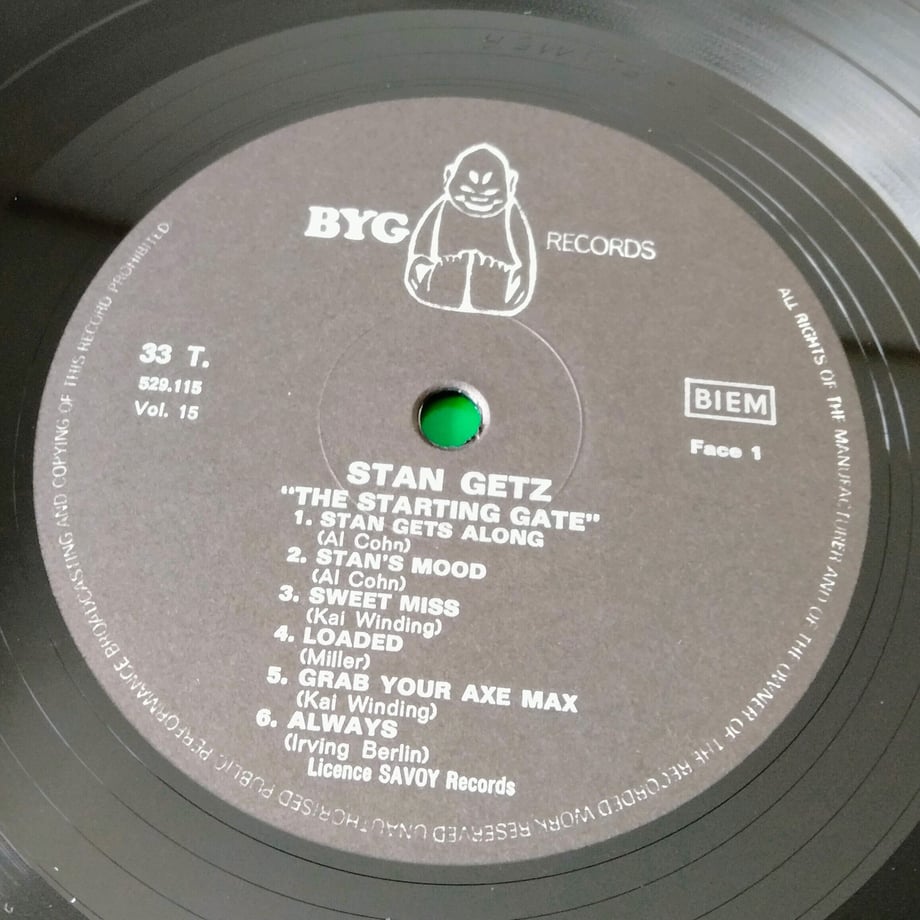 BYG RECORDS
33 T.
529.115
Vol. 15
BIEM
Face 1
STAN GETZ
"THE STARTING GATE"
1. STAN GETS ALONG
(Al Cohn)
2. STAN'S MOOD
(Al Cohn)
3. SWEET MISS
(Kai Winding)
4. LOADED
(Miller)
5. GRAB YOUR AXE MAX
(Kai Winding)
6. ALWAYS
(Irving Berlin)
Licence SAVOY Records
ALL RIGHTS OF THE MANUFACTURER AND OF THE OWNER OF THE RECORDED WORK RESERVED UNAUTHORISED PUBLIC PERFORMANCE BROADCASTING AND COPYING OF THIS RECORD PROHIBITED